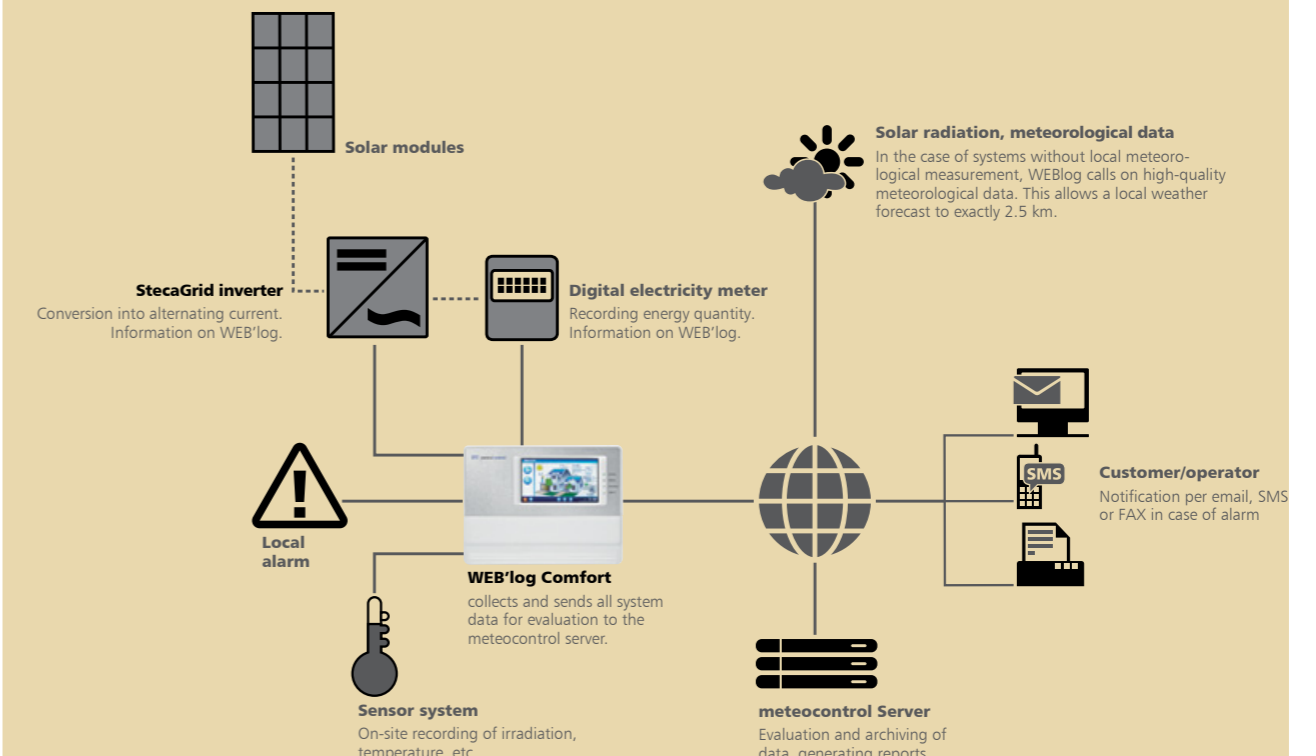 Solar modules
Solar radiation, meteorological data
In the case of systems without local meteoro-
logical measurement, WEBlog calls on high-quality
meteorological data. This allows a local weather
forecast to exactly 2.5 km.
StecaGrid inverter
Conversion into alternating current.
Information on WEB'log.
Digital electricity meter
Recording energy quantity.
Information on WEB'log.
SMS
Customer/operator
Notification per email, SMS
or FAX in case of alarm
Local
alarm
WEB'log Comfort
collects and sends all system
data for evaluation to the
meteocontrol server.
Sensor system
On-site recording of irradiation,
temperature, etc.
meteocontrol Server
Evaluation and archiving of
data, generating reports